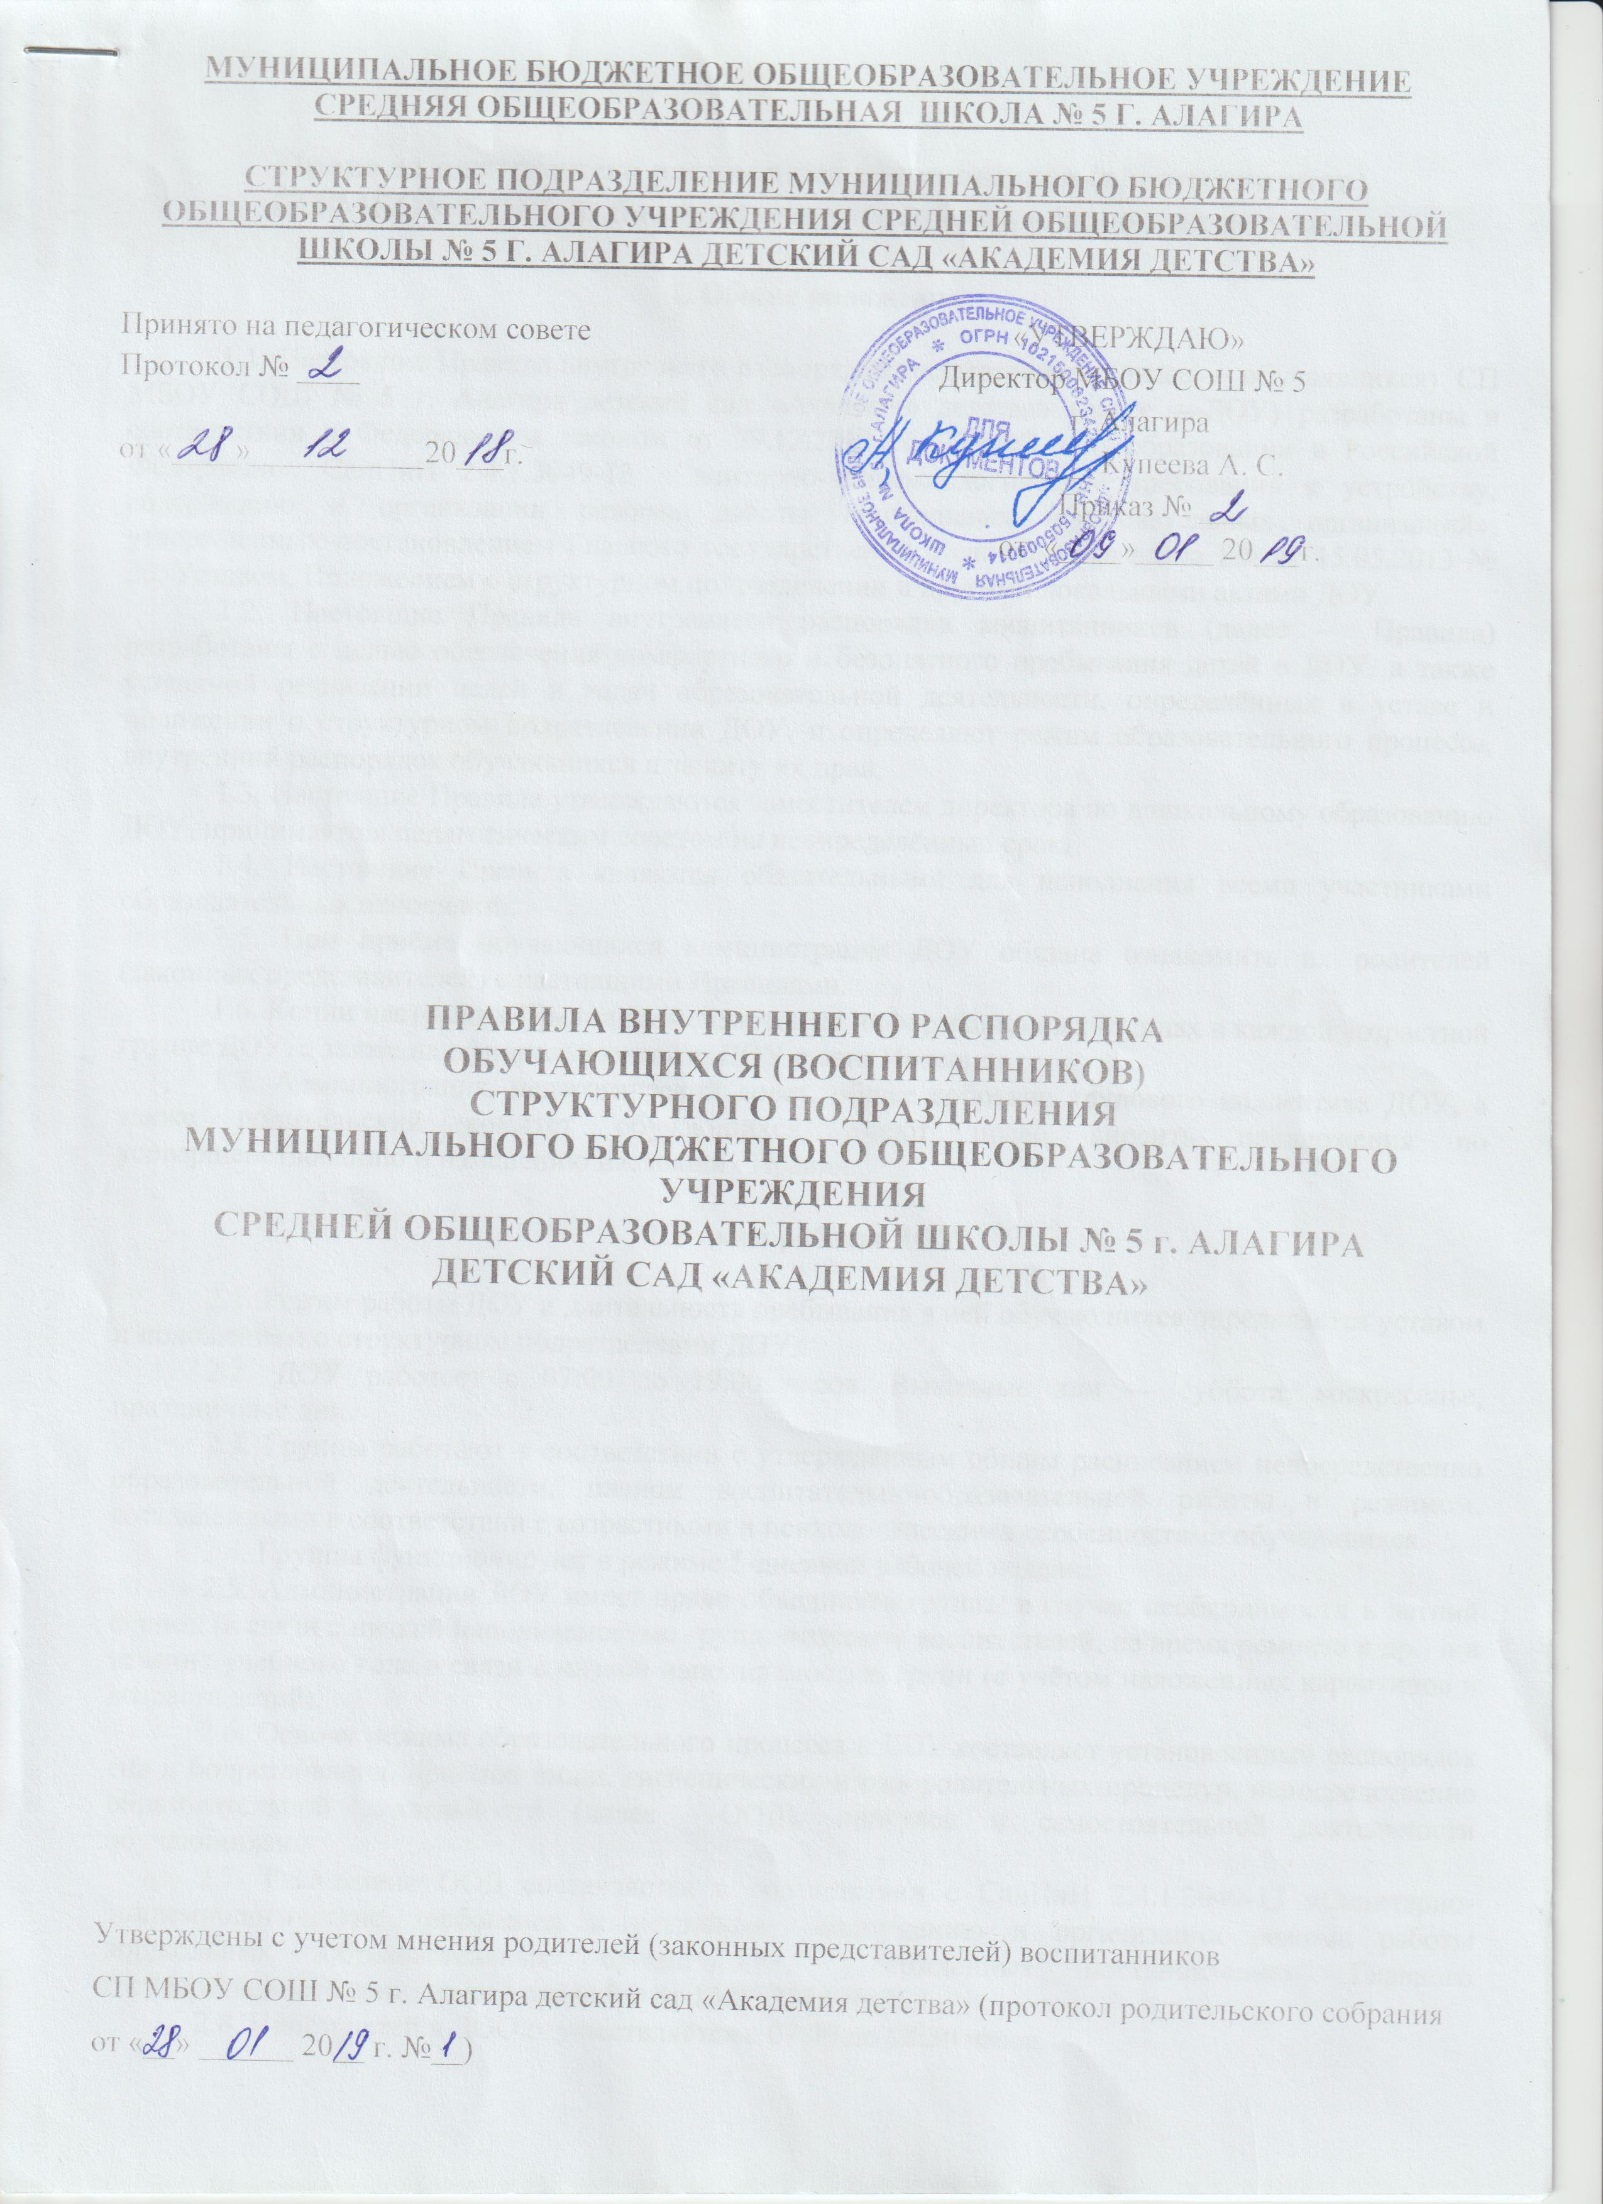 МУНИЦИПАЛЬНОЕ БЮДЖЕТНОЕ ОБЩЕОБРАЗОВАТЕЛЬНОЕ УЧРЕЖДЕНИЕ
СРЕДНЯЯ ОБЩЕОБРАЗОВАТЕЛЬНАЯ ШКОЛА № 5 Г. АЛАГИРА
СТРУКТУРНОЕ ПОДРАЗДЕЛЕНИЕ МУНИЦИПАЛЬНОГО БЮДЖЕТНОГО
ОБЩЕОБРАЗОВАТЕЛЬНОГО УЧРЕЖДЕНИЯ СРЕДНЕЙ ОБЩЕОБРАЗОВАТЕЛЬНОЙ
ШКОЛЫ № 5 Г. АЛАГИРА ДЕТСКИЙ САД «АКАДЕМИЯ ДЕТСТВА»
Принято на педагогическом совете
Протокол № 2
от «28» 12 2018г.
«УТВЕРЖДАЮ»
Директор МБОУ СОШ № 5
г. Алагира
Купеева А. С.
Приказ № 2
от «09» 01 2019г.
ДЛЯ
ДОКУМЕНТОВ
ПРАВИЛА ВНУТРЕННЕГО РАСПОРЯДКА
ОБУЧАЮЩИХСЯ (ВОСПИТАННИКОВ)
СТРУКТУРНОГО ПОДРАЗДЕЛЕНИЯ
МУНИЦИПАЛЬНОГО БЮДЖЕТНОГО ОБЩЕОБРАЗОВАТЕЛЬНОГО
УЧРЕЖДЕНИЯ
СРЕДНЕЙ ОБЩЕОБРАЗОВАТЕЛЬНОЙ ШКОЛЫ № 5 г. АЛАГИРА
ДЕТСКИЙ САД «АКАДЕМИЯ ДЕТСТВА»
Утверждены с учетом мнения родителей (законных представителей) воспитанников
СП МБОУ СОШ № 5 г. Алагира детский сад «Академия детства» (протокол родительского собрания
от «28» 01 2019 г. № 1)